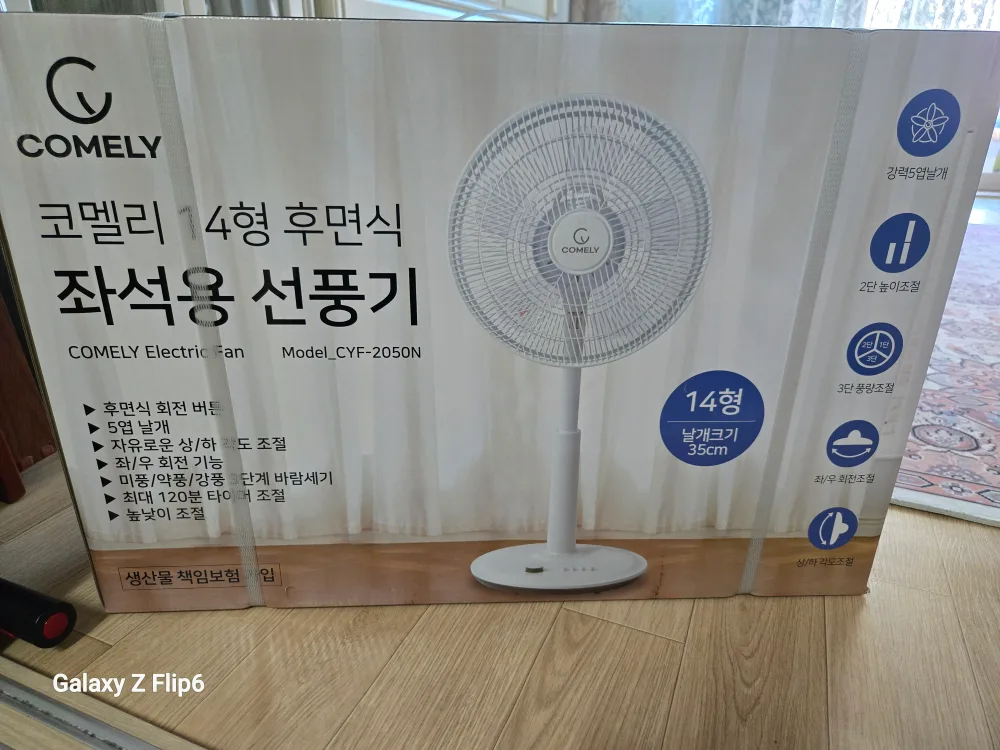 COMELY
코멜리 14형 후면식
좌석용 선풍기
COMELY Electric Fan Model_CYF-2050N
▶ 후면식 회전 버튼
▶ 5엽 날개
▶ 자유로운 상/하 각도 조절
▶ 좌/우 회전 기능
▶ 미풍/약풍/강풍 3단계 바람세기
▶ 최대 120분 타이머 조절
▶ 높낮이 조절
생산물 책임보험 가입
COMELY
14형
날개크기
35cm
강력5엽날개
2단 높이조절
2단 1단
3단
3단 풍량조절
좌/우 회전조절
상/하 각도조절
Galaxy Z Flip6